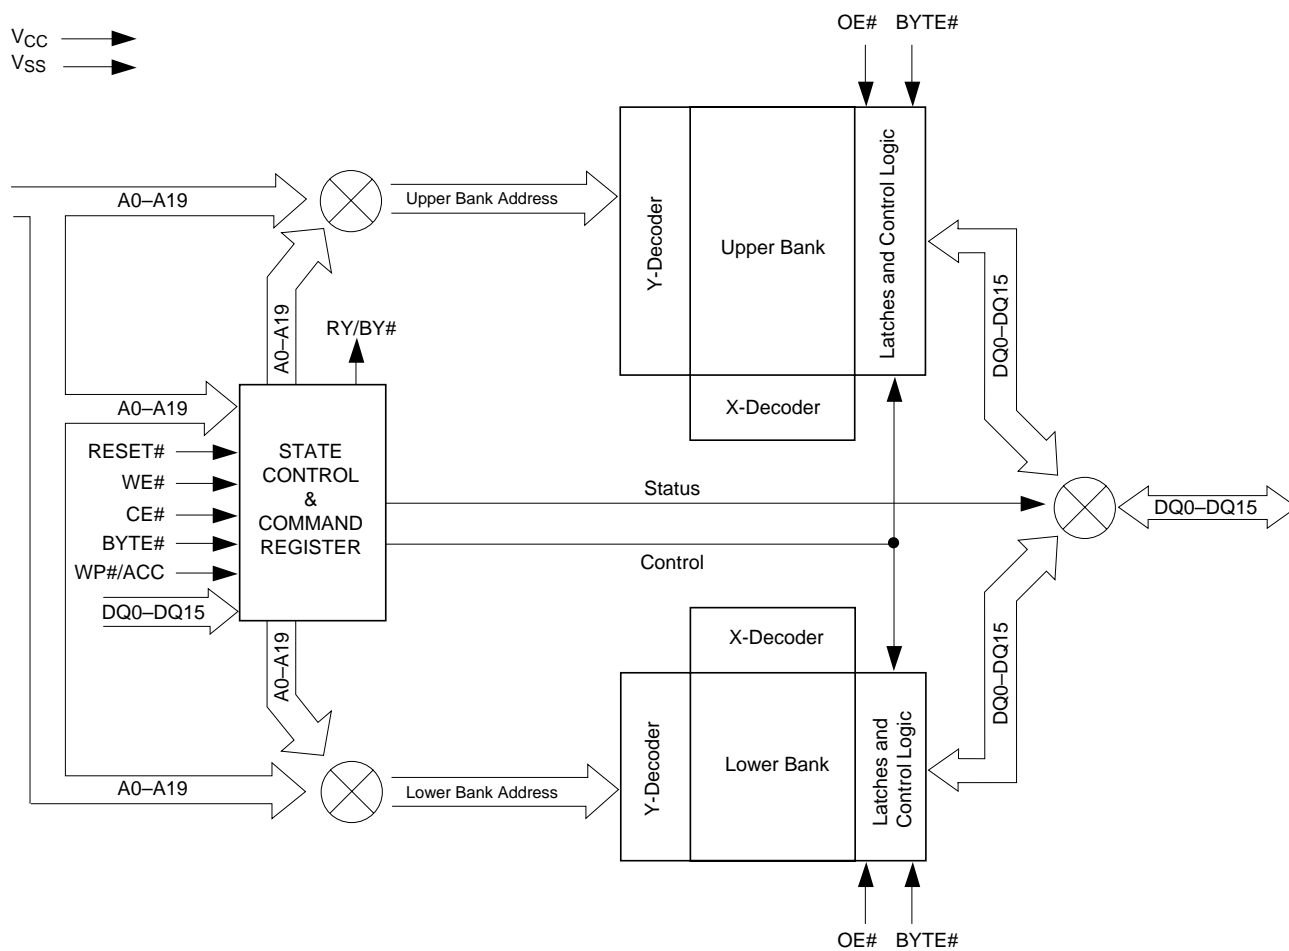 VCC
VSS
OE# BYTE#
A0–A19
Upper Bank Address
Y-Decoder
Upper Bank
Latches and Control Logic
X-Decoder
A0–A19
RY/BY#
DQ0–DQ15
A0–A19
RESET#
WE#
CE#
BYTE#
WP#/ACC
DQ0–DQ15
STATE
CONTROL
&
COMMAND
REGISTER
Status
Control
DQ0–DQ15
A0–A19
X-Decoder
DQ0–DQ15
A0–A19
Lower Bank Address
Y-Decoder
Lower Bank
Latches and
Control Logic
OE# BYTE#